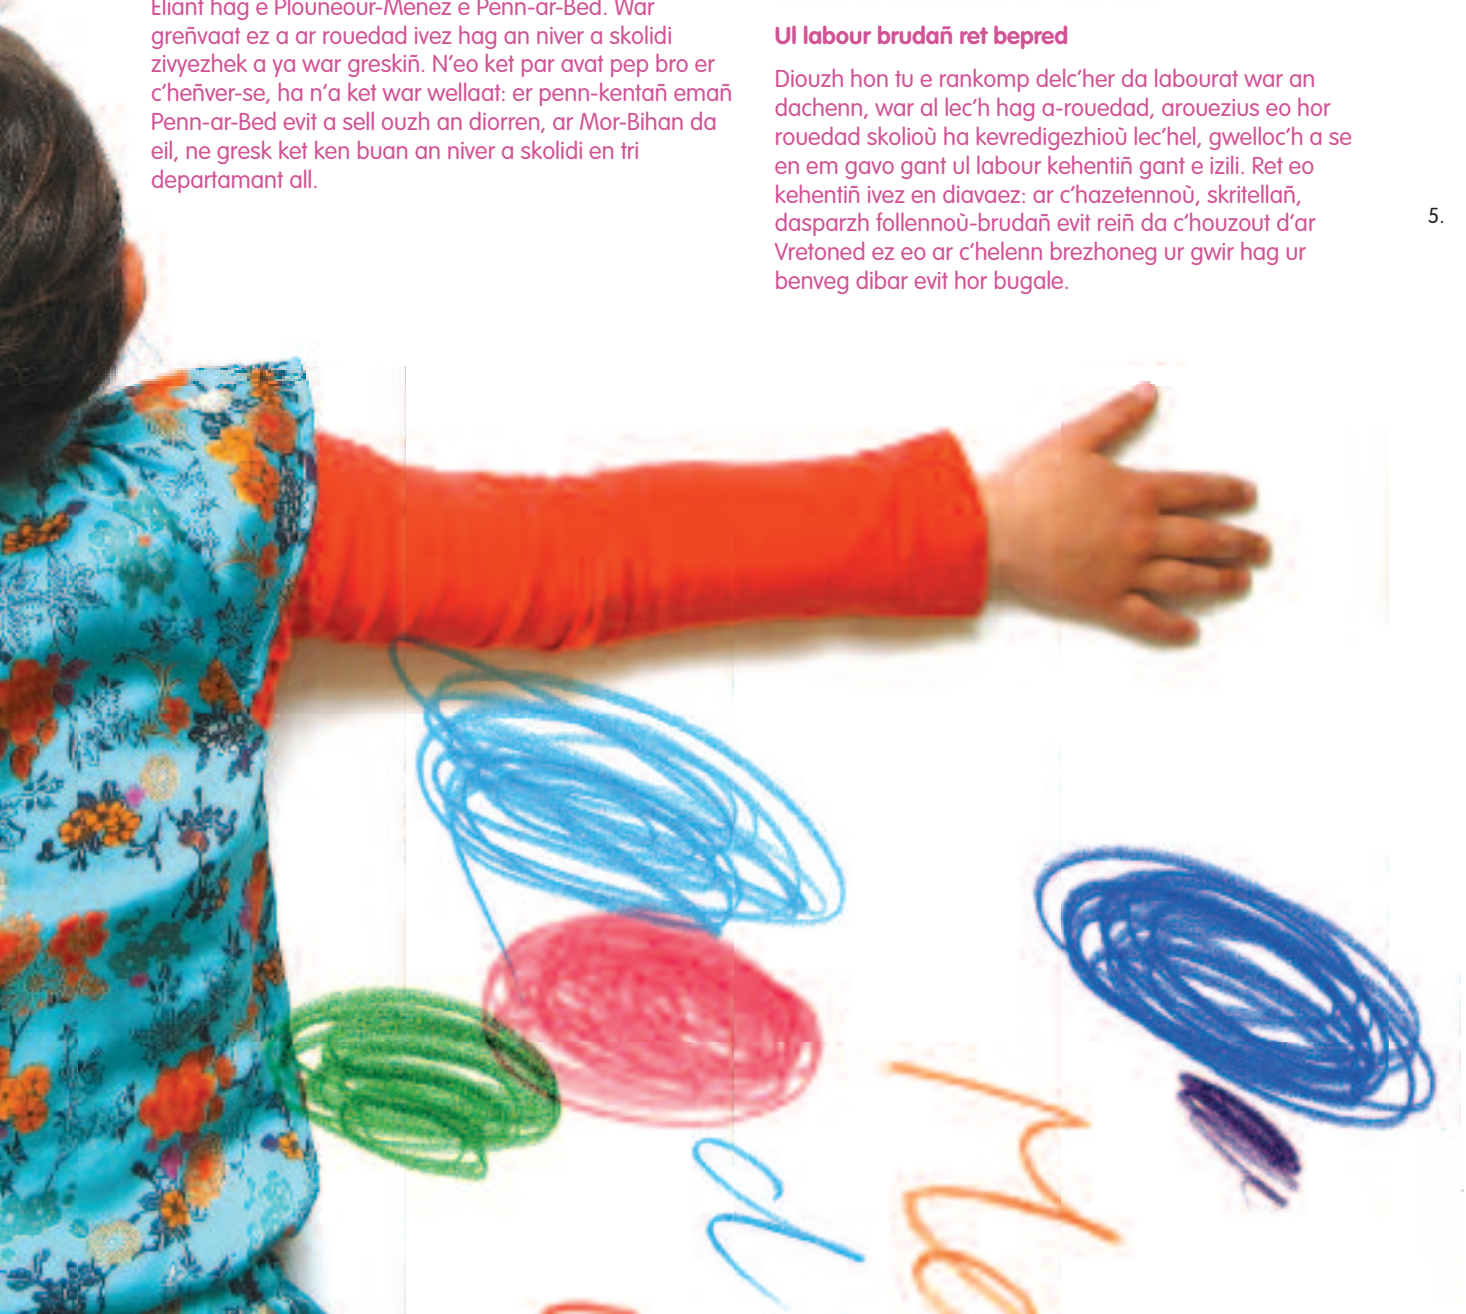 Eliant hag e Plouneour-Menez e Penn-ar-Bed. War
greñvaat ez a ar rouedad ivez hag an niver a skolidi
zivyezhek a ya war greskiñ. N'eo ket par avat pep bro er
c'heñver-se, ha n'a ket war wellaat: er penn-kentañ emañ
Penn-ar-Bed evit a sell ouzh an diorren, ar Mor-Bihan da
eil, ne gresk ket ken buan an niver a skolidi en tri
departamant all.
Ul labour brudañ ret bepred
Diouzh hon tu e rankomp delc'her da labourat war an
dachenn, war al lec'h hag a-rouedad, arouezius eo hor
rouedad skolioù ha kevredigezhioù lec'hel, gwelloc'h a se
en em gavo gant ul labour kehentiñ gant e izili. Ret eo
kehentiñ ivez en diavaez: ar c'hazetennoù, skritellañ,
dasparzh follennoù-brudañ evit reiñ da c'houzout d'ar
Vretoned ez eo ar c'helenn brezhoneg ur gwir hag ur
benveg dibar evit hor bugale.
5.